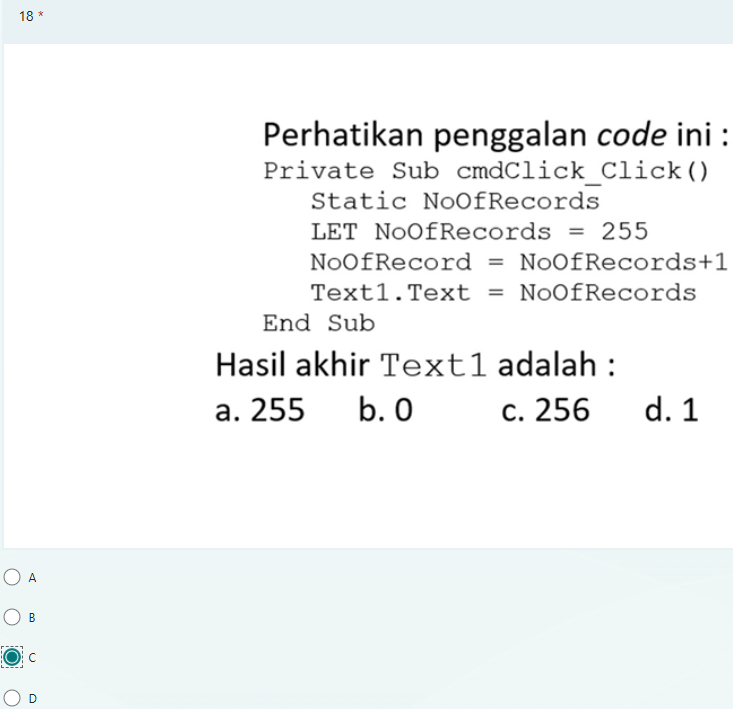 18 *
Perhatikan penggalan code ini :
Private Sub cmdClick_Click()
Static NoOfRecords
LET NoOfRecords = 255
NoOfRecord = NoOfRecords+1
Text1.Text = NoOfRecords
End Sub
Hasil akhir Text1 adalah :
a. 255 b. 0 c. 256 d. 1
A
B
C
D